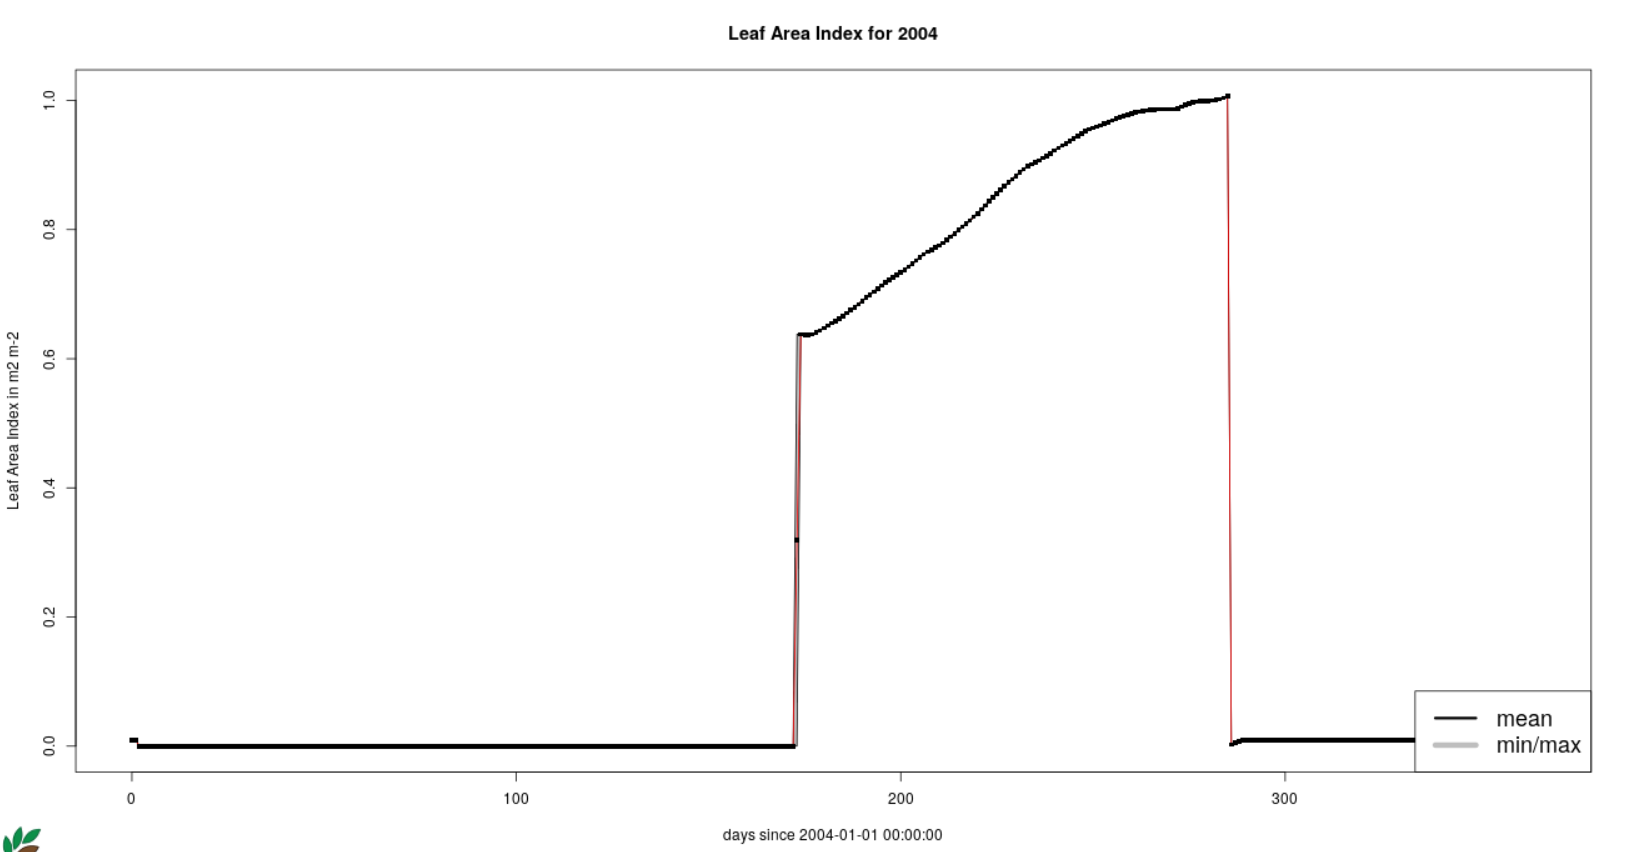 Leaf Area Index for 2004
Leaf Area Index in m2 m-2
1.0
0.8
0.6
0.4
0.2
0.0
0 100 200 300
days since 2004-01-01 00:00:00
mean
min/max